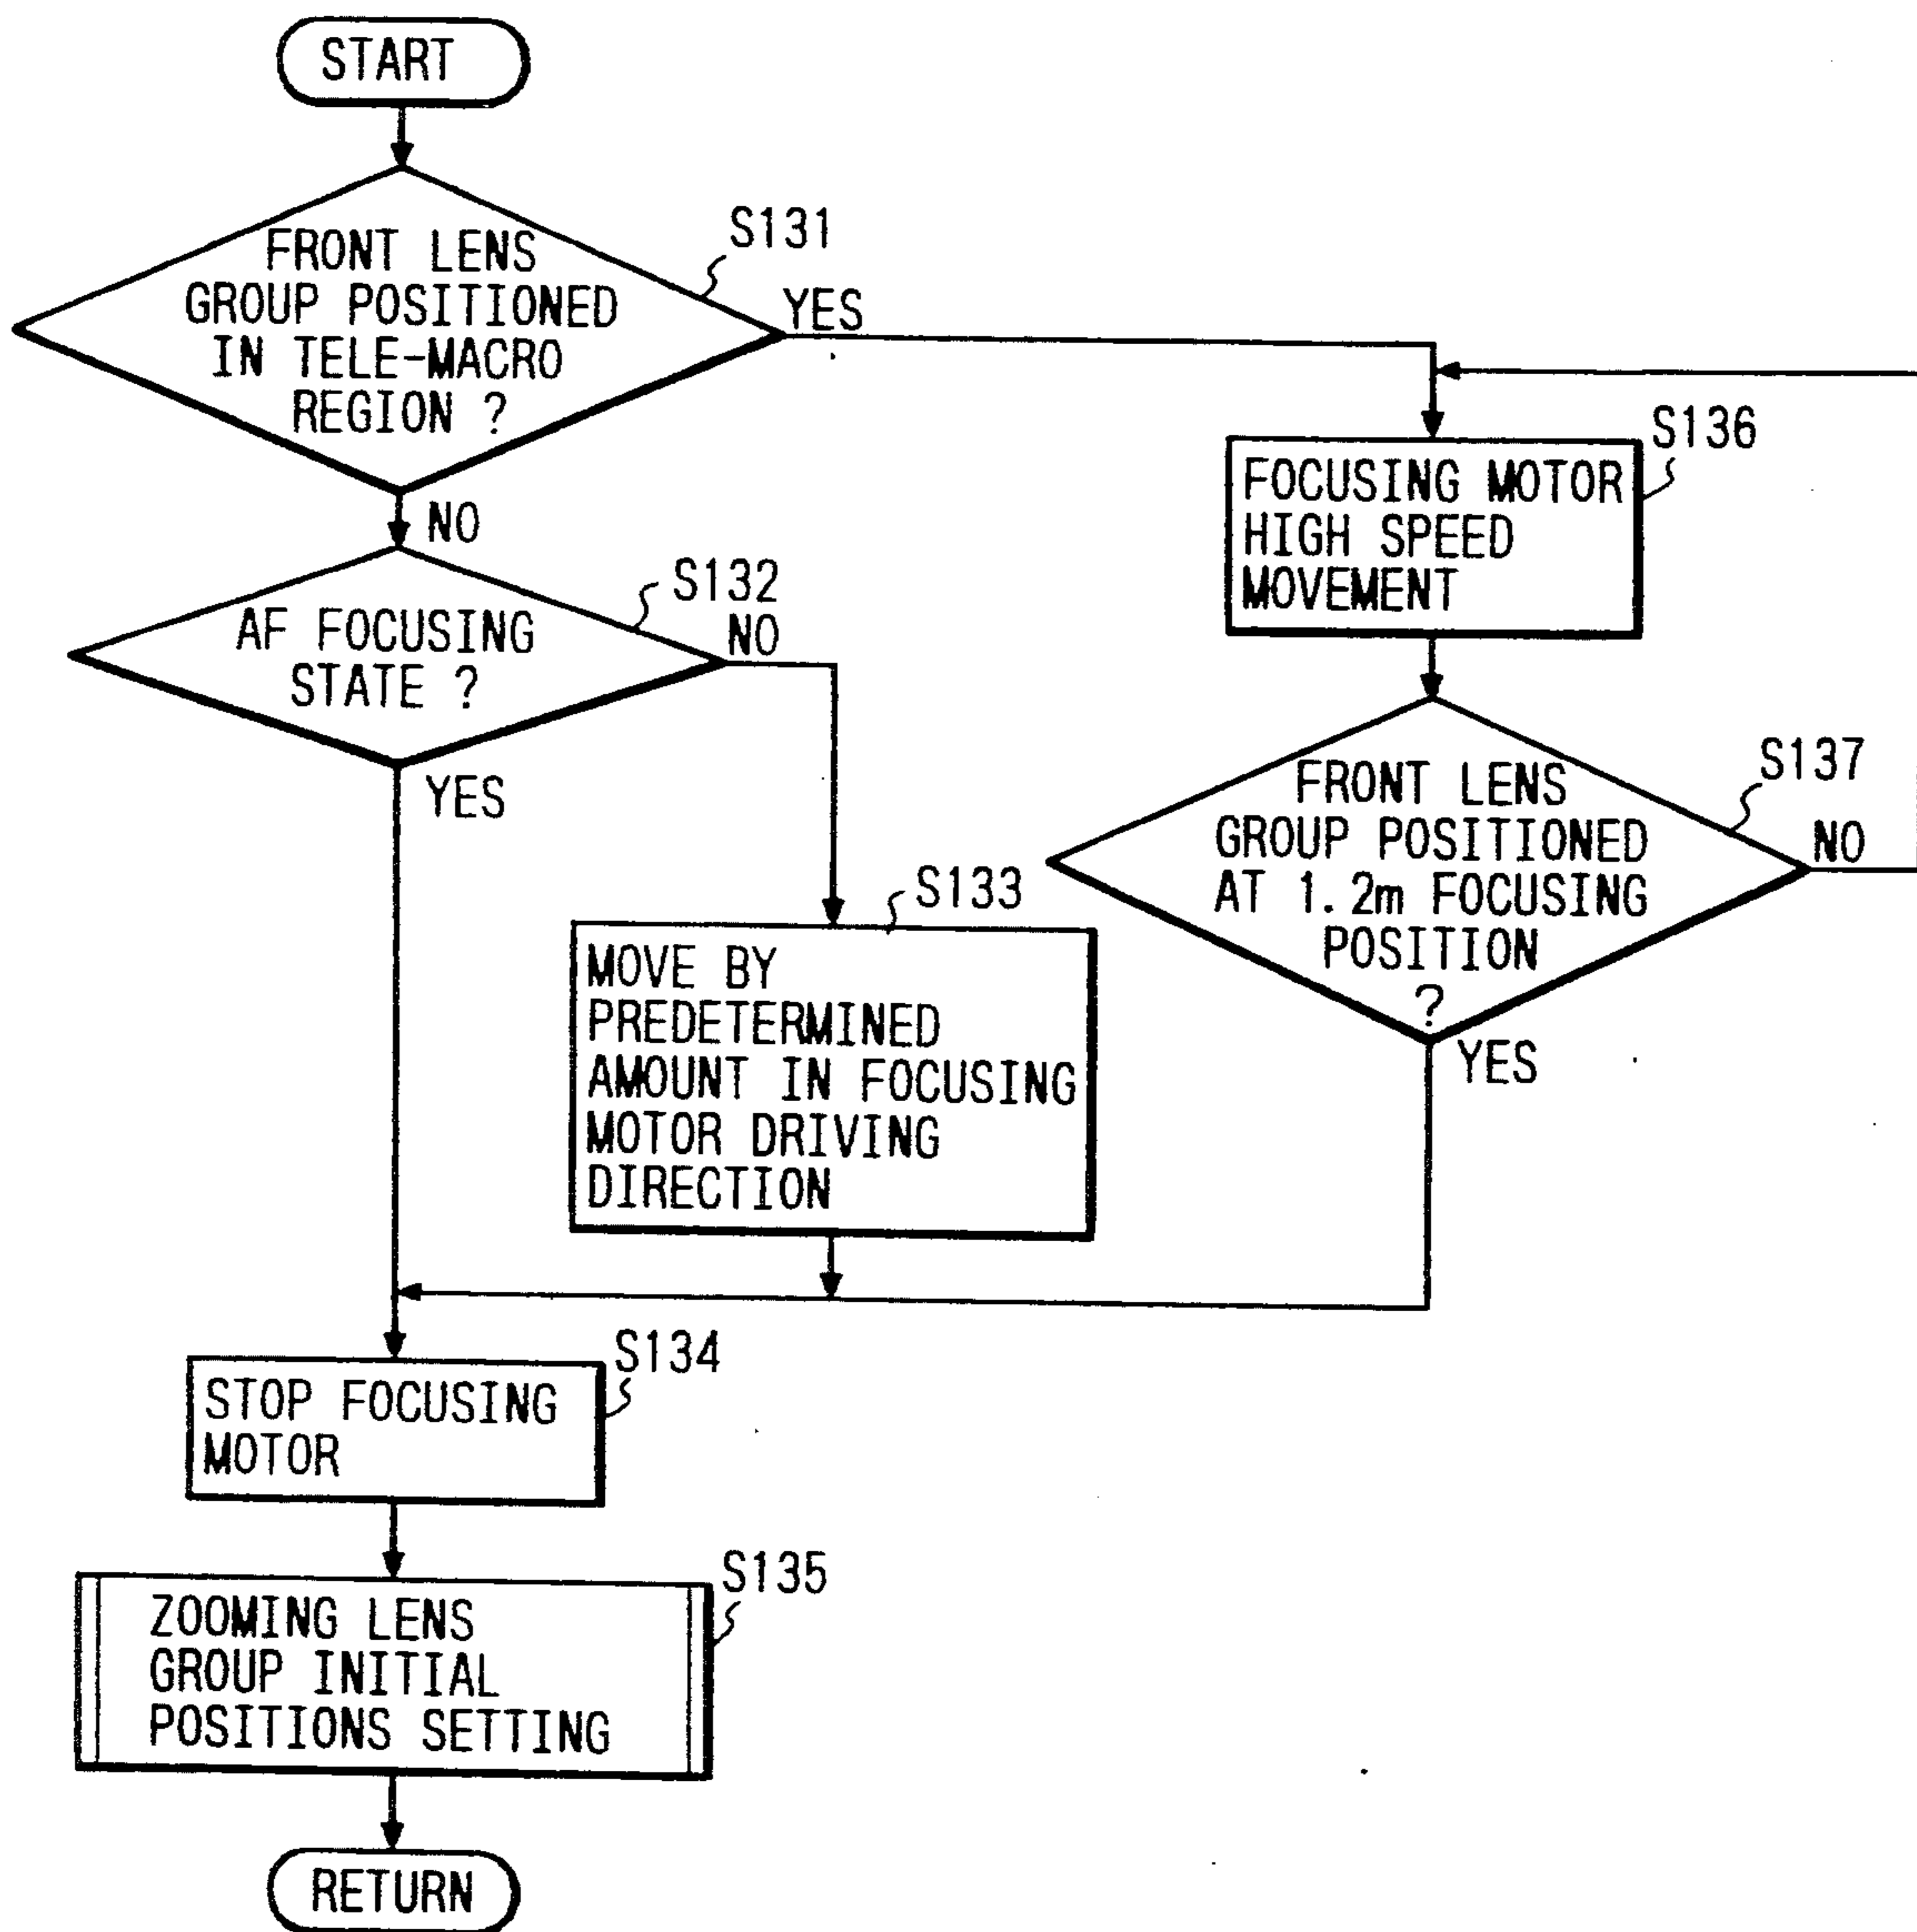 START
S131
FRONT LENS
GROUP POSITIONED
IN TELE-MACRO
REGION ?
YES
NO
S132
AF FOCUSING
STATE ?
NO
YES
S133
MOVE BY
PREDETERMINED
AMOUNT IN FOCUSING
MOTOR DRIVING
DIRECTION
S136
FOCUSING MOTOR
HIGH SPEED
MOVEMENT
S137
FRONT LENS
GROUP POSITIONED
AT 1.2m FOCUSING
POSITION
?
NO
YES
S134
STOP FOCUSING
MOTOR
S135
ZOOMING LENS
GROUP INITIAL
POSITIONS SETTING
RETURN